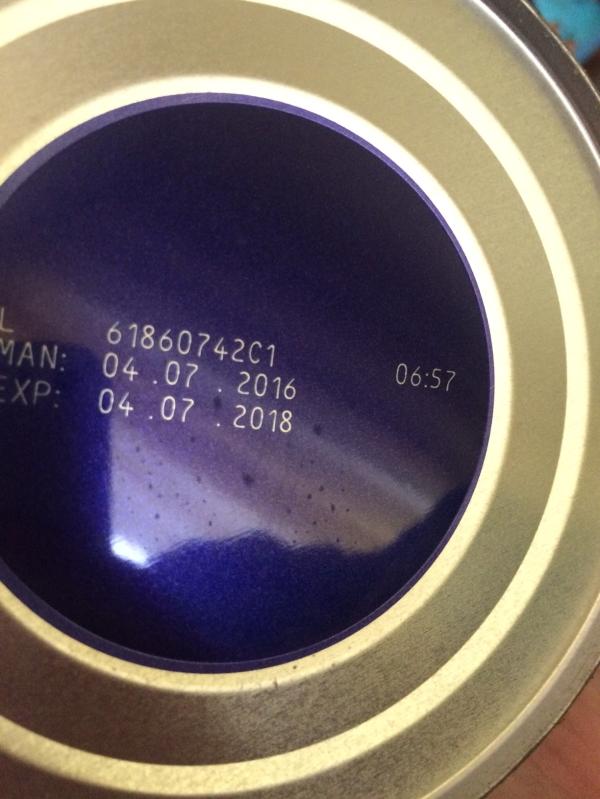 L 61860742C1
MAN: 04 .07 . 2016 06:57
EXP: 04 .07 . 2018